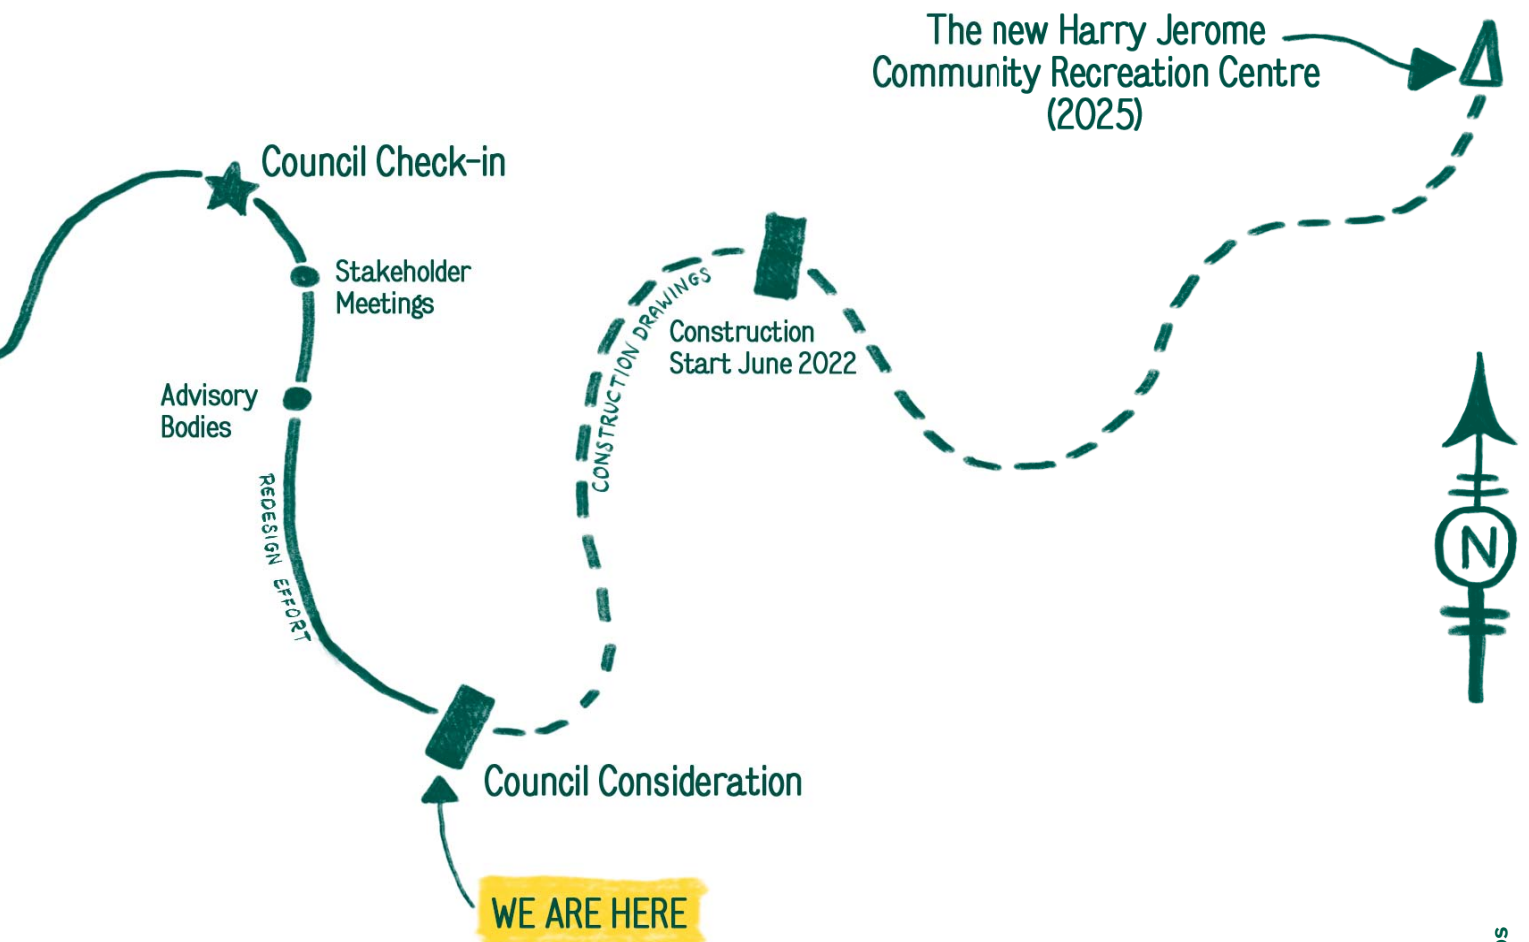 The new Harry Jerome
Community Recreation Centre
(2025)
Council Check-in
Stakeholder
Meetings
Advisory
Bodies
REDESIGN EFFORT
CONSTRUCTION DRAWINGS
Construction
Start June 2022
Council Consideration
WE ARE HERE
N